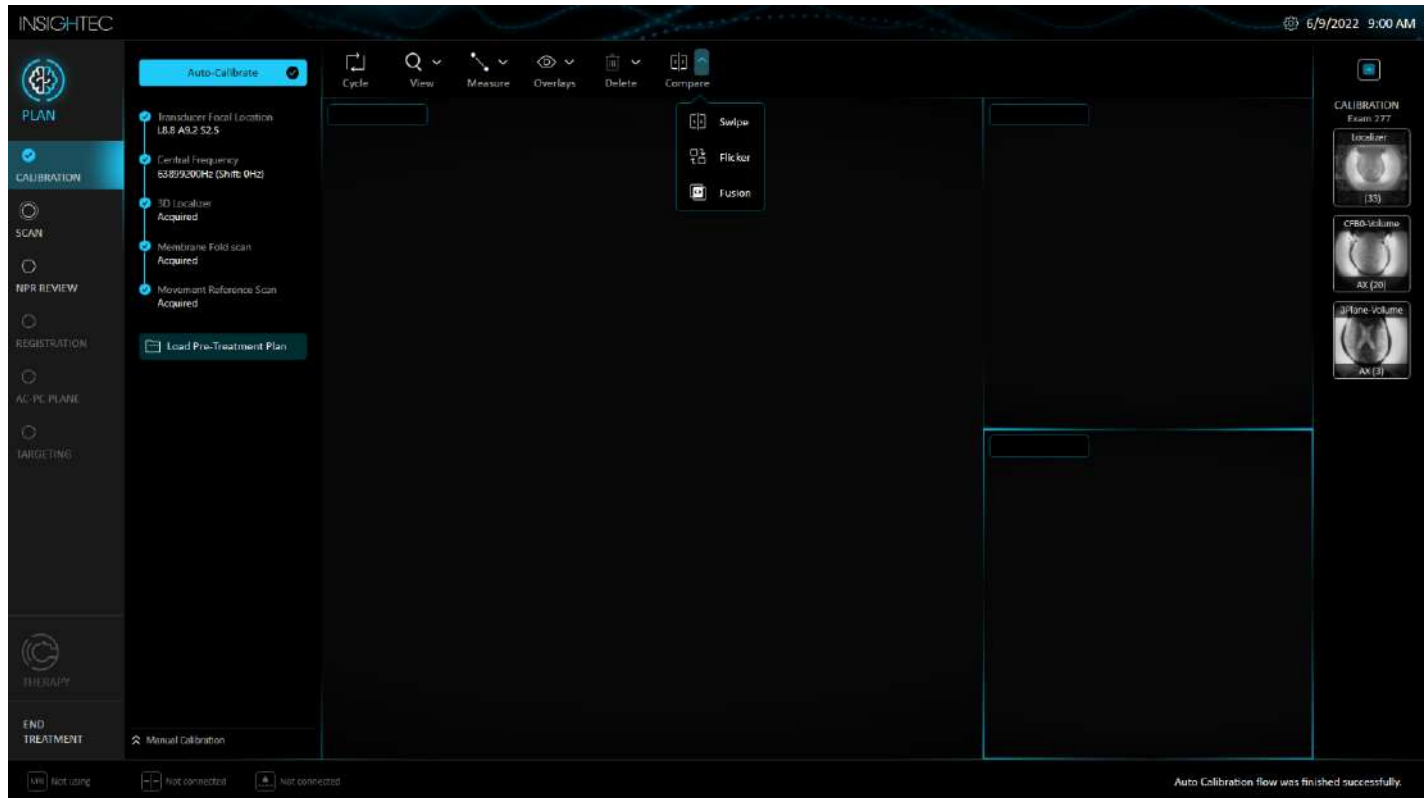 INSIGHTEC
6/9/2022 9:00 AM
PLAN
CALIBRATION
SCAN
NPR REVIEW
REGISTRATION
AC-PC PLANE
TARGETING
THERAPY
END
TREATMENT
Auto-Calibrate
Transducer Focal Location
L8.8 A9.2 S2.5
Central Frequency
63899200Hz (Shift: 0Hz)
3D Localizer
Acquired
Membrane Fold scan
Acquired
Movement Reference Scan
Acquired
Load Pre-Treatment Plan
Manual Calibration
Cycle
View
Measure
Overlays
Delete
Compare
Swipe
Flicker
Fusion
CALIBRATION
Exam 277
Localizer
(33)
CFB0-Volume
AX (20)
3Plane-Volume
AX (3)
MRI Not using
Not connected
Not connected
Auto Calibration flow was finished successfully.